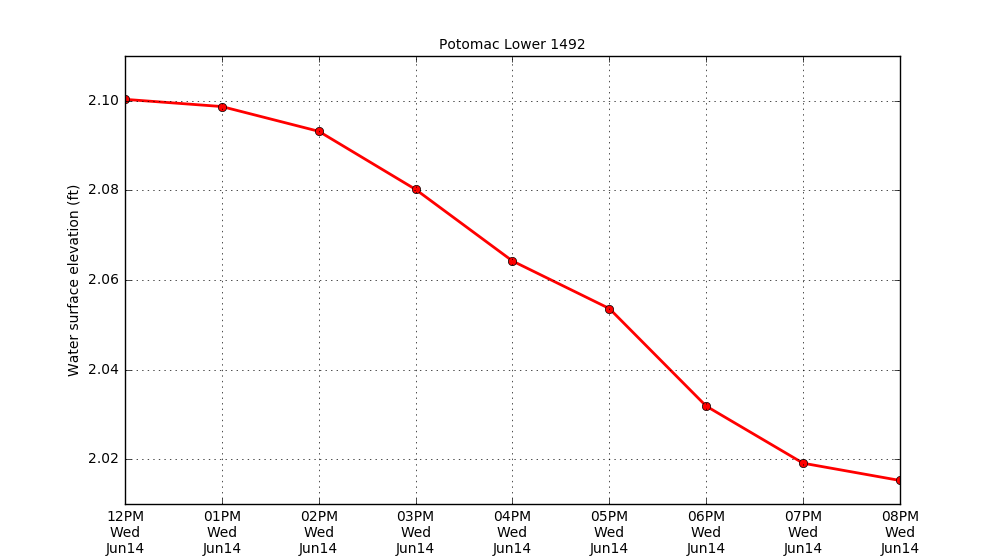 Potomac Lower 1492
Water surface elevation (ft)
2.10
2.08
2.06
2.04
2.02
12PM 01PM 02PM 03PM 04PM 05PM 06PM 07PM 08PM
Wed Wed Wed Wed Wed Wed Wed Wed Wed
Jun14 Jun14 Jun14 Jun14 Jun14 Jun14 Jun14 Jun14 Jun14